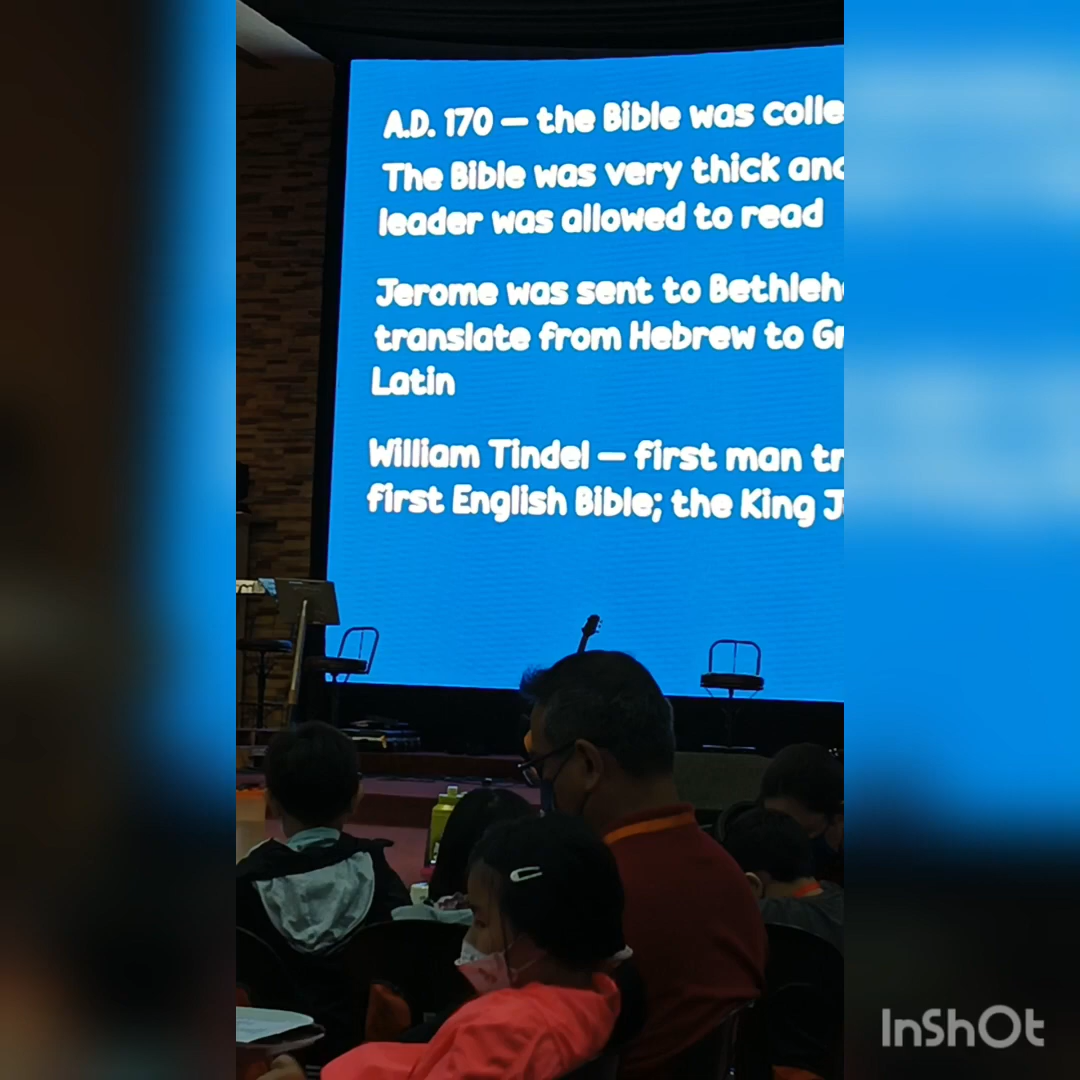 A.D. 170 – the Bible was colle
The Bible was very thick and
leader was allowed to read
Jerome was sent to Bethleh
translate from Hebrew to Gr
Latin
William Tindel – first man tr
first English Bible; the King J
InShOt